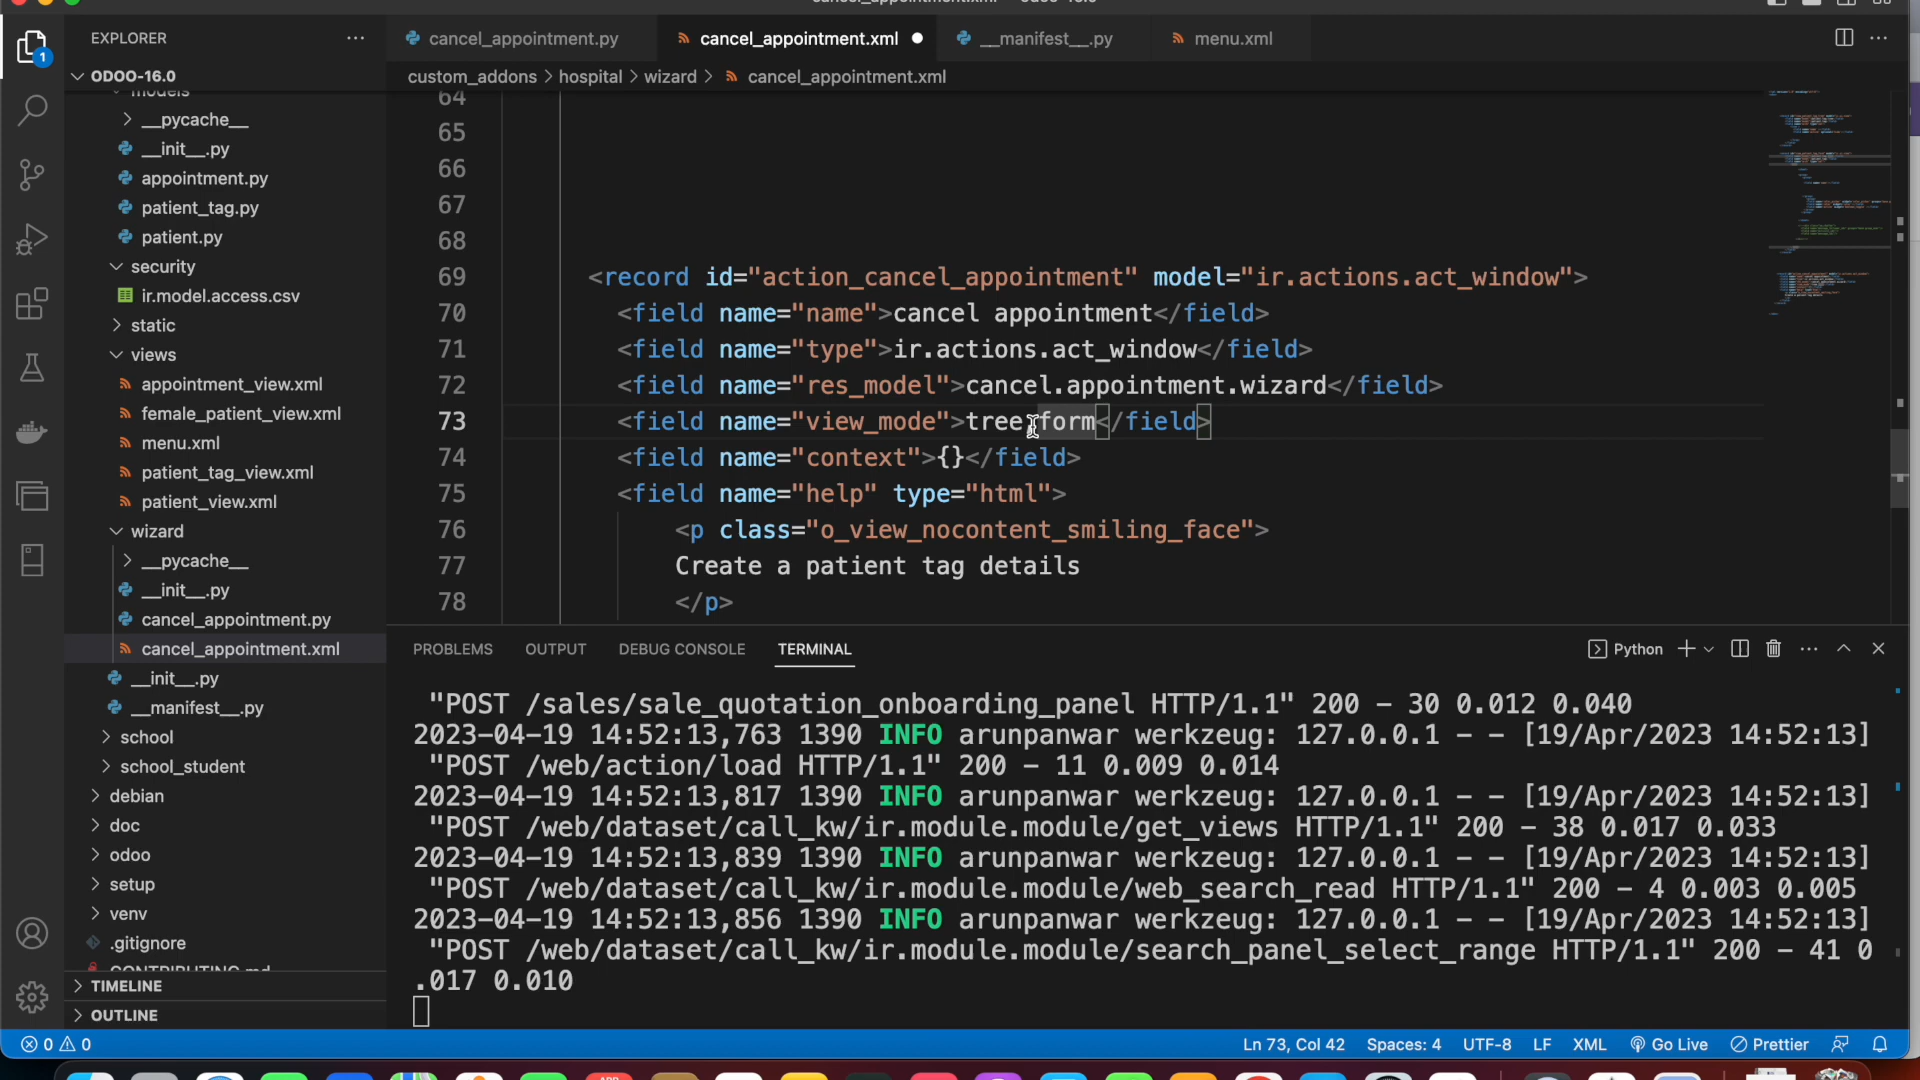 EXPLORER
ODOO-16.0
models
__pycache__
__init__.py
appointment.py
patient_tag.py
patient.py
security
ir.model.access.csv
static
views
appointment_view.xml
female_patient_view.xml
menu.xml
patient_tag_view.xml
patient_view.xml
wizard
__pycache__
__init__.py
cancel_appointment.py
cancel_appointment.xml
__init__.py
__manifest__.py
school
school_student
debian
doc
odoo
setup
venv
.gitignore
CONTRIBUTING.md
TIMELINE
OUTLINE
1
cancel_appointment.py
cancel_appointment.xml
__manifest__.py
menu.xml
custom_addons > hospital > wizard > cancel_appointment.xml
64
65
66
67
68
69 <record id="action_cancel_appointment" model="ir.actions.act_window">
70 <field name="name">cancel appointment</field>
71 <field name="type">ir.actions.act_window</field>
72 <field name="res_model">cancel.appointment.wizard</field>
73 <field name="view_mode">tree form</field>
74 <field name="context">{}</field>
75 <field name="help" type="html">
76 <p class="o_view_nocontent_smiling_face">
77 Create a patient tag details
78 </p>
PROBLEMS OUTPUT DEBUG CONSOLE TERMINAL
Python
"POST /sales/sale_quotation_onboarding_panel HTTP/1.1" 200 - 30 0.012 0.040
2023-04-19 14:52:13,763 1390 INFO arunpanwar werkzeug: 127.0.0.1 - - [19/Apr/2023 14:52:13]
"POST /web/action/load HTTP/1.1" 200 - 11 0.009 0.014
2023-04-19 14:52:13,817 1390 INFO arunpanwar werkzeug: 127.0.0.1 - - [19/Apr/2023 14:52:13]
"POST /web/dataset/call_kw/ir.module.module/get_views HTTP/1.1" 200 - 38 0.017 0.033
2023-04-19 14:52:13,839 1390 INFO arunpanwar werkzeug: 127.0.0.1 - - [19/Apr/2023 14:52:13]
"POST /web/dataset/call_kw/ir.module.module/web_search_read HTTP/1.1" 200 - 4 0.003 0.005
2023-04-19 14:52:13,856 1390 INFO arunpanwar werkzeug: 127.0.0.1 - - [19/Apr/2023 14:52:13]
"POST /web/dataset/call_kw/ir.module.module/search_panel_select_range HTTP/1.1" 200 - 41 0
.017 0.010
0 0 Ln 73, Col 42 Spaces: 4 UTF-8 LF XML Go Live Prettier